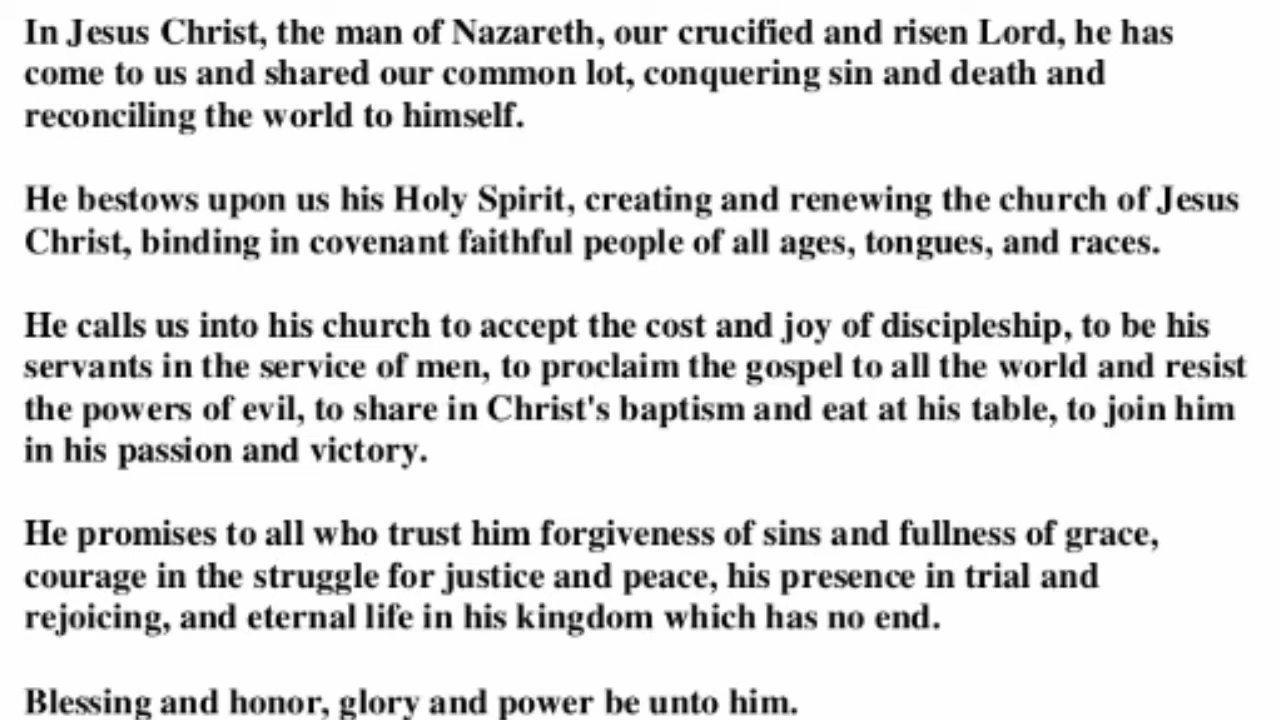 In Jesus Christ, the man of Nazareth, our crucified and risen Lord, he has
come to us and shared our common lot, conquering sin and death and
reconciling the world to himself.
He bestows upon us his Holy Spirit, creating and renewing the church of Jesus
Christ, binding in covenant faithful people of all ages, tongues, and races.
He calls us into his church to accept the cost and joy of discipleship, to be his
servants in the service of men, to proclaim the gospel to all the world and resist
the powers of evil, to share in Christ's baptism and eat at his table, to join him
in his passion and victory.
He promises to all who trust him forgiveness of sins and fullness of grace,
courage in the struggle for justice and peace, his presence in trial and
rejoicing, and eternal life in his kingdom which has no end.
Blessing and honor, glory and power be unto him.